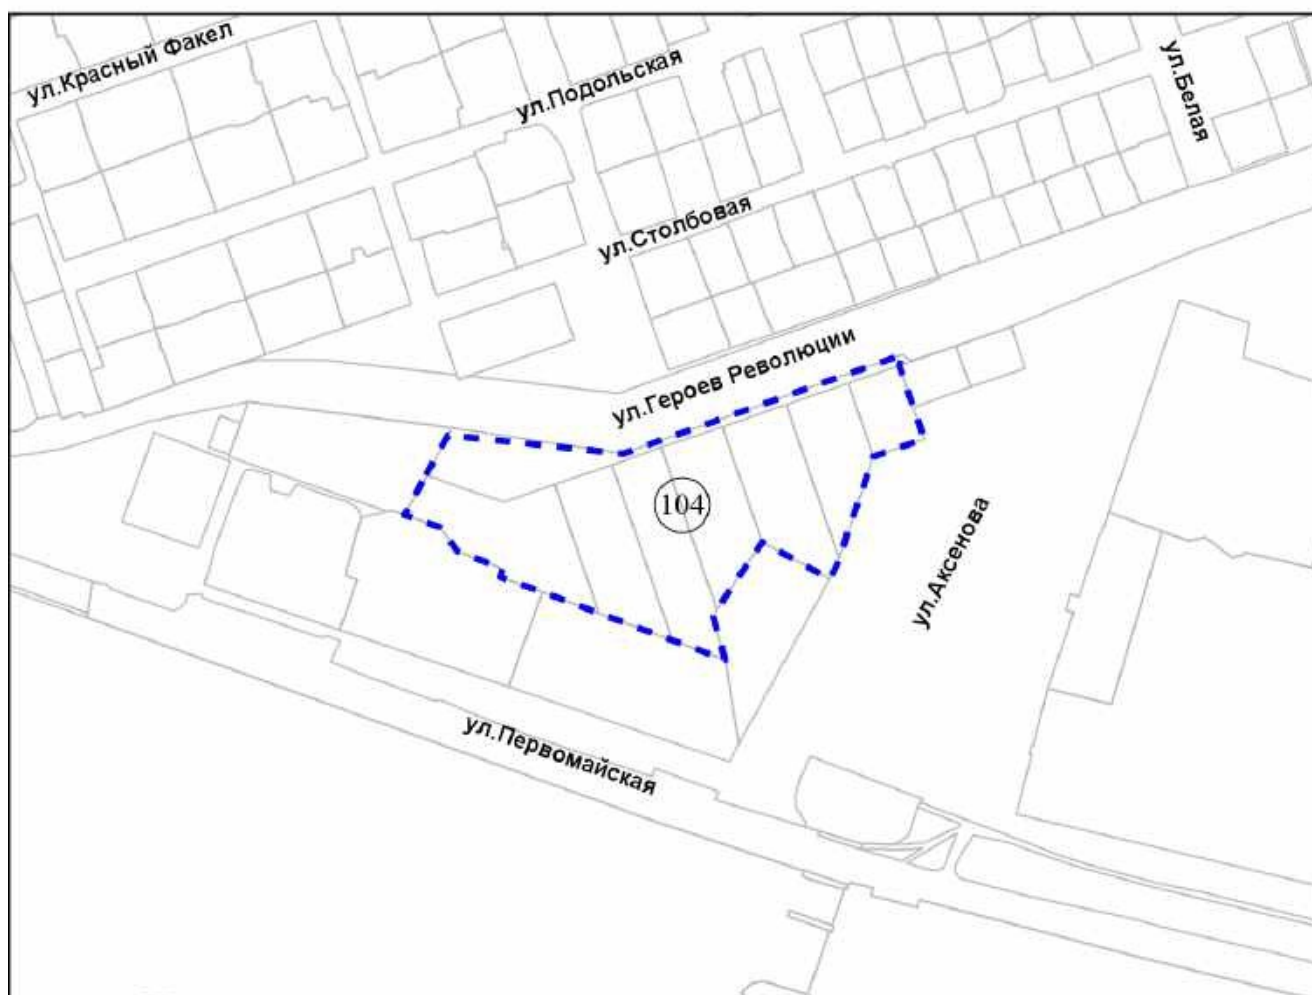 ул.Красный Факел
ул.Подольская
ул.Белая
ул.Столбовая
ул.Героев Революции
104
ул.Аксенова
ул.Первомайская